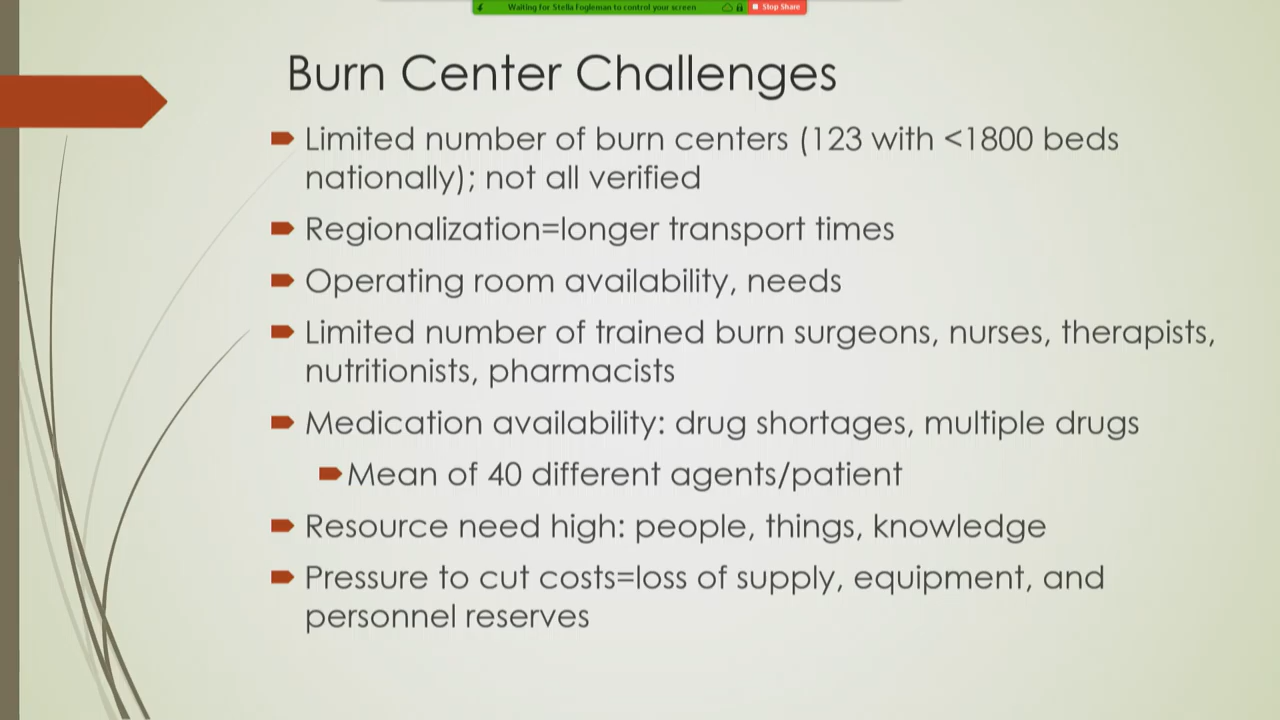 Waiting for Stella Fogleman to control your screen
Stop Share
Burn Center Challenges
Limited number of burn centers (123 with <1800 beds
nationally); not all verified
Regionalization=longer transport times
Operating room availability, needs
Limited number of trained burn surgeons, nurses, therapists,
nutritionists, pharmacists
Medication availability: drug shortages, multiple drugs
Mean of 40 different agents/patient
Resource need high: people, things, knowledge
Pressure to cut costs=loss of supply, equipment, and
personnel reserves